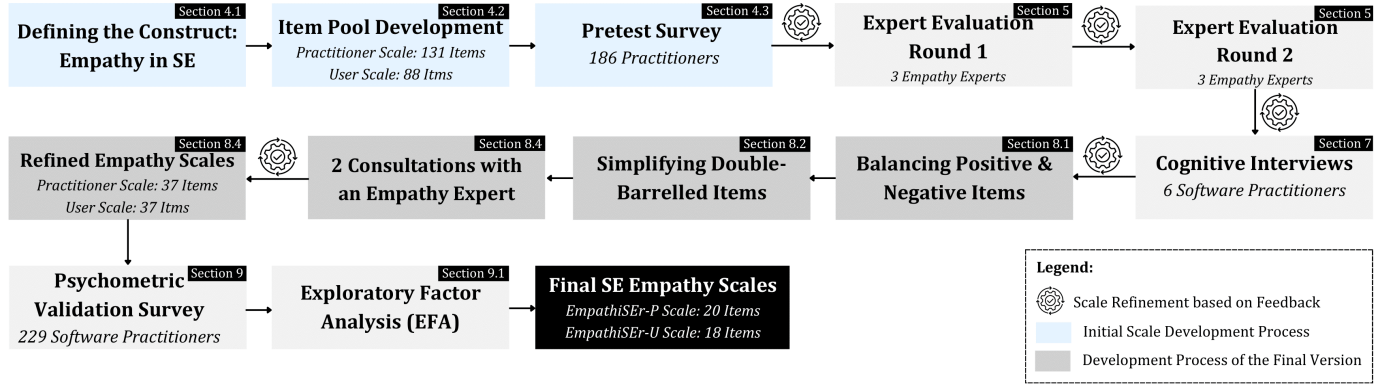 Section 4.1
Defining the Construct:
Empathy in SE
Section 4.2
Item Pool Development
Practitioner Scale: 131 Items
User Scale: 88 Itms
Section 4.3
Pretest Survey
186 Practitioners
Section 5
Expert Evaluation
Round 1
3 Empathy Experts
Section 5
Expert Evaluation
Round 2
3 Empathy Experts
Section 7
Cognitive Interviews
6 Software Practitioners
Section 8.1
Balancing Positive &
Negative Items
Section 8.2
Simplifying Double-
Barrelled Items
Section 8.4
2 Consultations with
an Empathy Expert
Section 8.4
Refined Empathy Scales
Practitioner Scale: 37 Items
User Scale: 37 Itms
Section 9
Psychometric
Validation Survey
229 Software Practitioners
Section 9.1
Exploratory Factor
Analysis (EFA)
Final SE Empathy Scales
EmpathiSEr-P Scale: 20 Items
EmpathiSEr-U Scale: 18 Items
Legend:
Scale Refinement based on Feedback
Initial Scale Development Process
Development Process of the Final Version